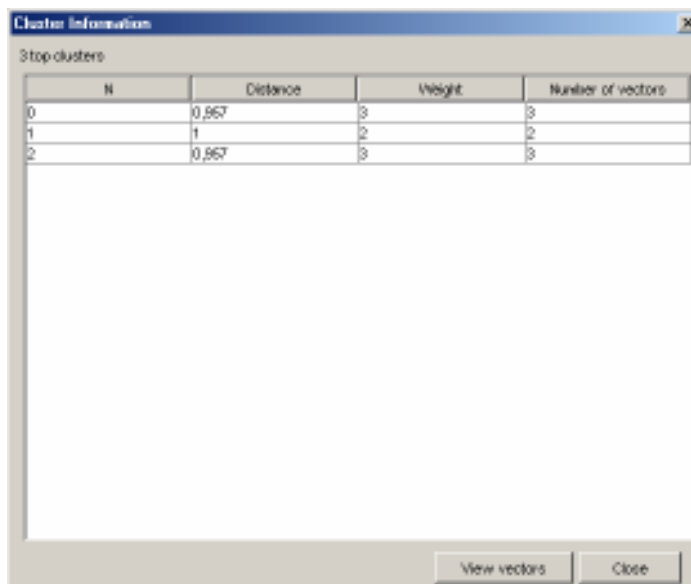 Cluster Information
3 top clusters
N Distance Weight Number of vectors
0 0,967 3 3
1 1 2 2
2 0,967 3 3
View vectors Close